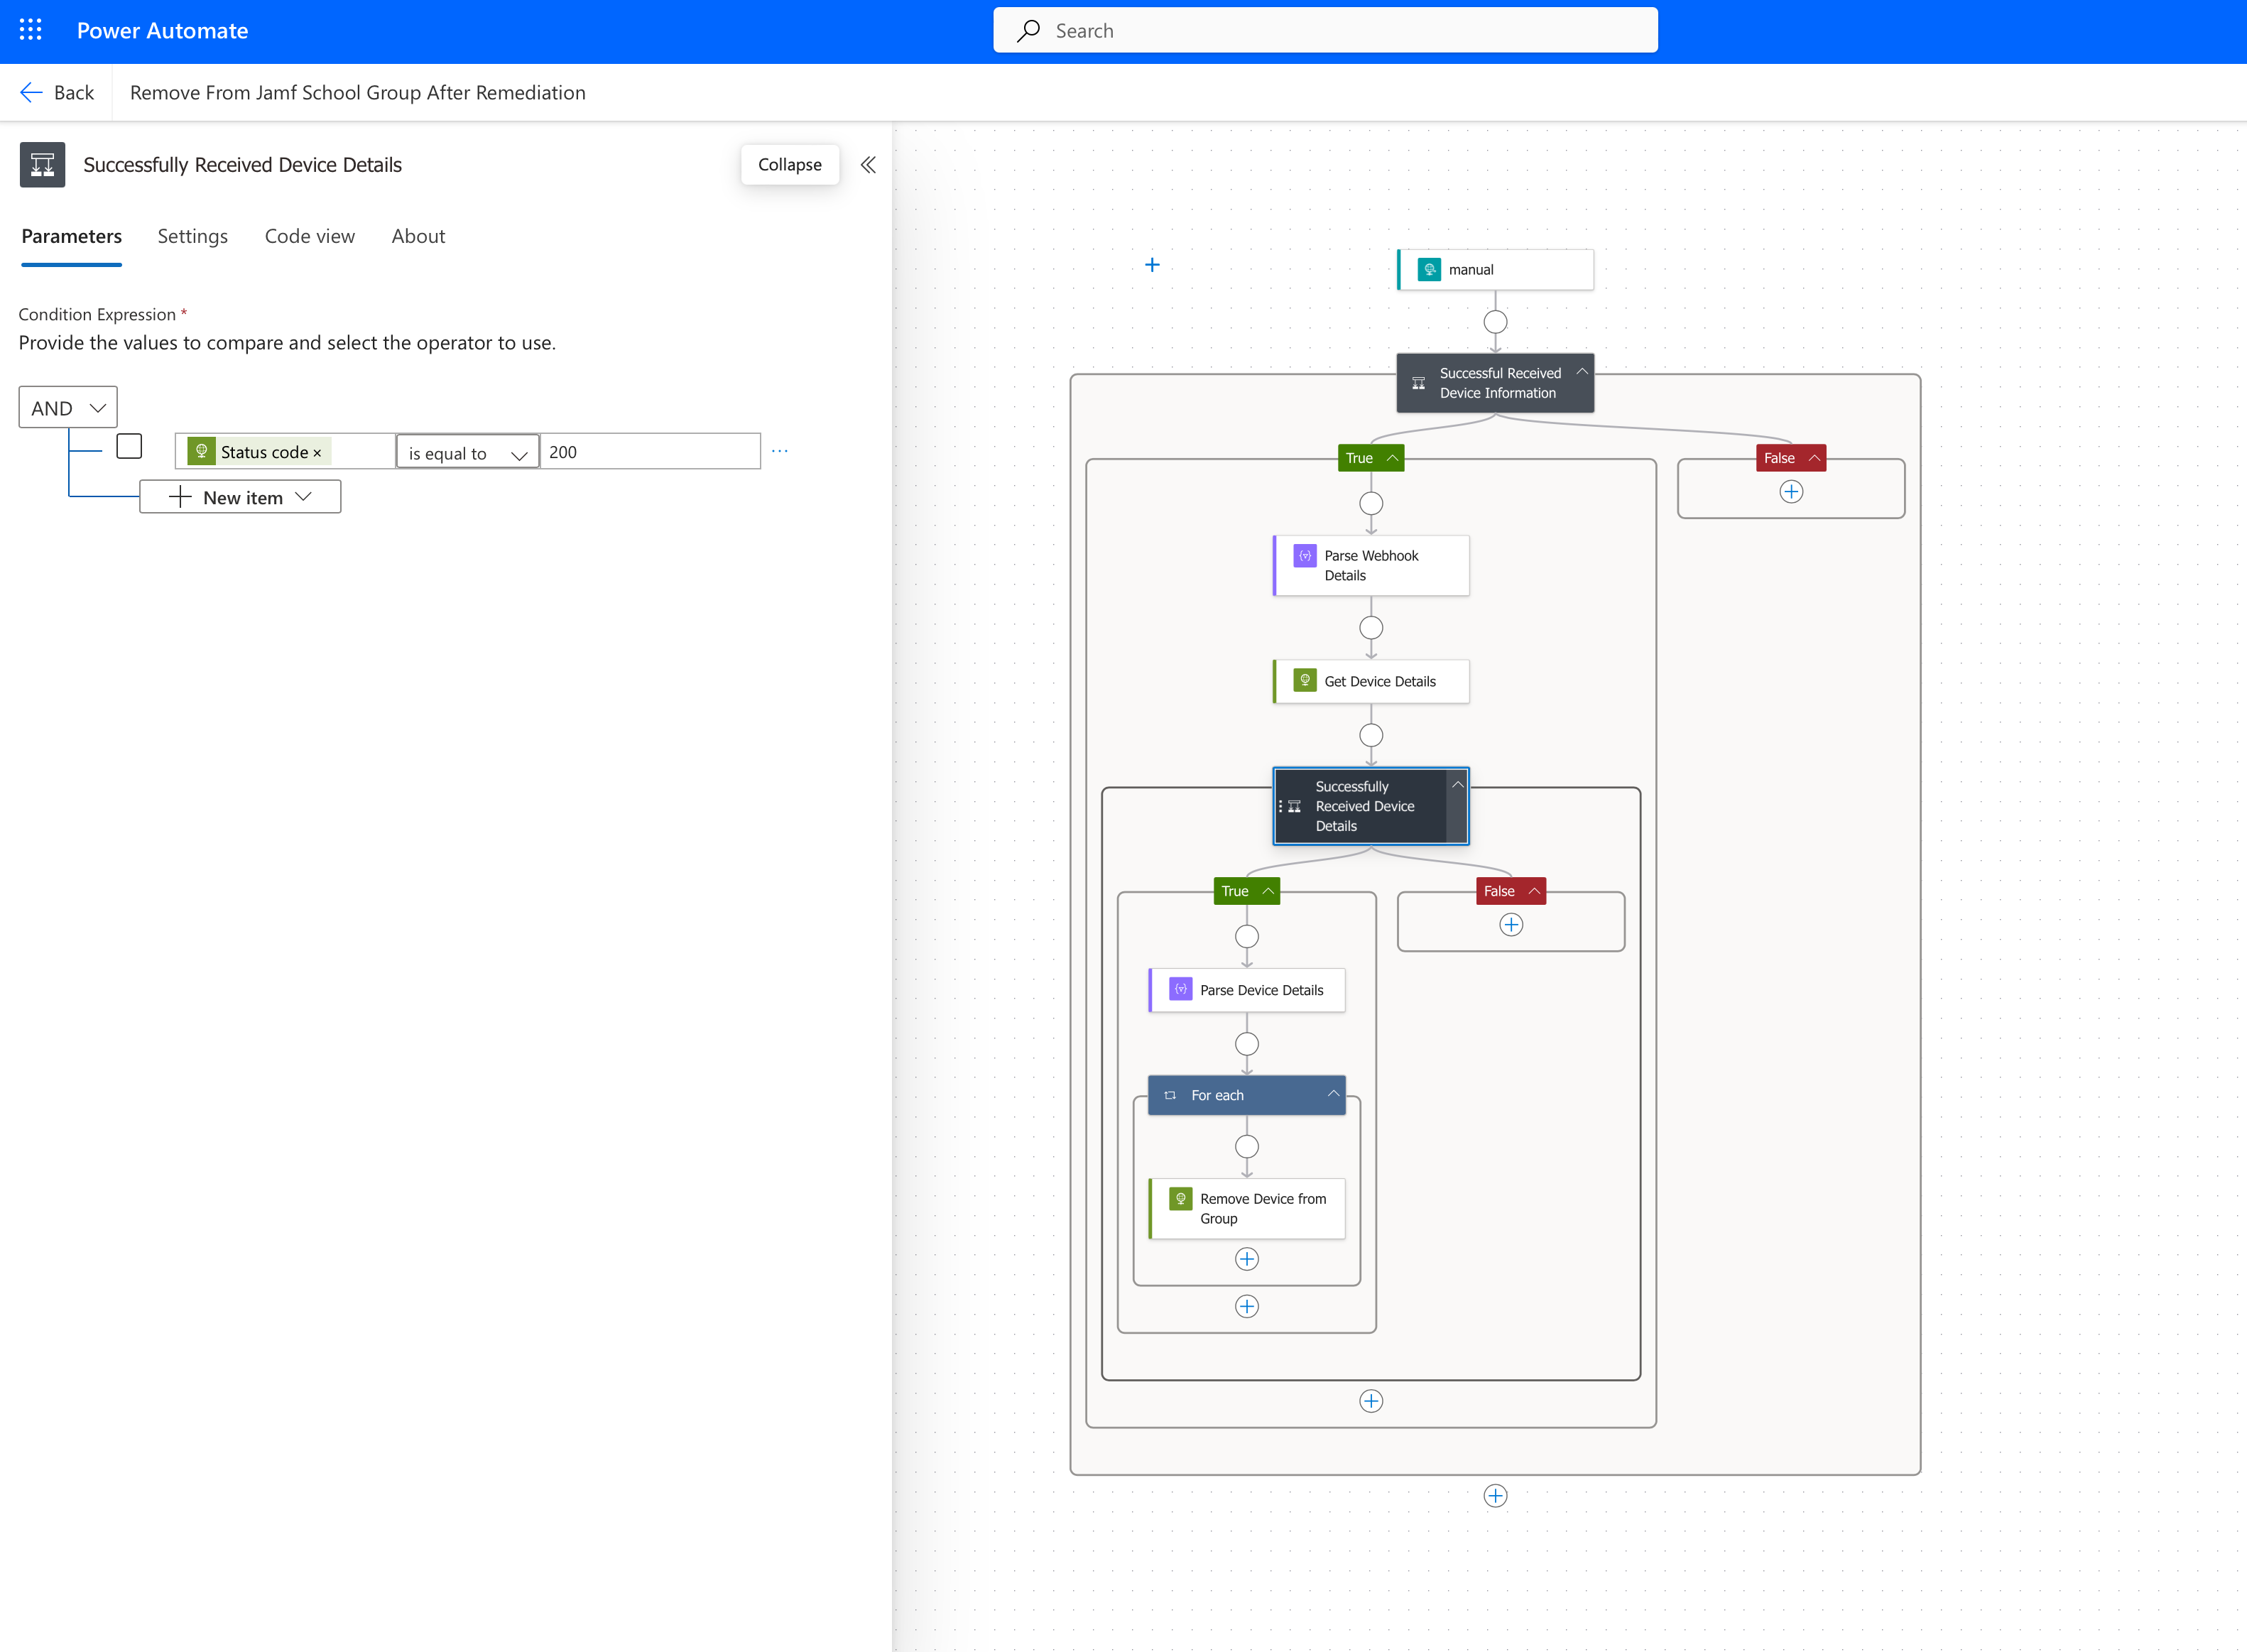 Power Automate
Search
Back
Remove From Jamf School Group After Remediation
Successfully Received Device Details
Collapse
Parameters
Settings
Code view
About
Condition Expression *
Provide the values to compare and select the operator to use.
AND
Status code ×
is equal to
200
...
New item
manual
Successful Received
Device Information
True
False
Parse Webhook
Details
Get Device Details
Successfully
Received Device
Details
True
False
Parse Device Details
For each
Remove Device from
Group